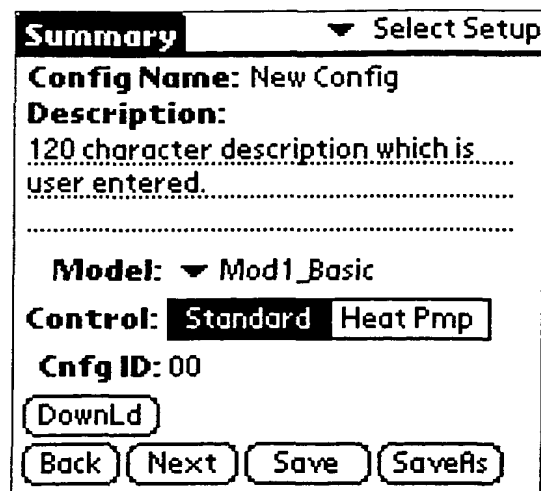 Summary ▼ Select Setup
Config Name: New Config
Description:
120 character description which is
user entered.
Model: ▼ Mod1_Basic
Control: Standard Heat Pmp
Cnfg ID: 00
DownLd
Back Next Save SaveAs